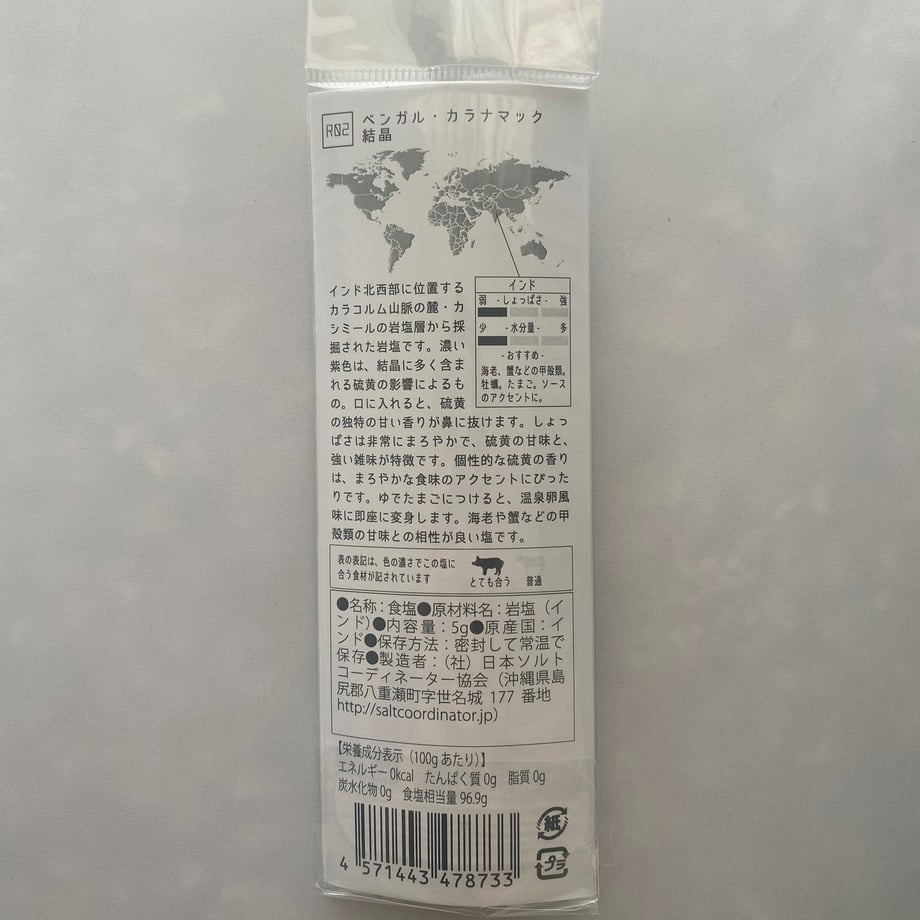 R02
ベンガル・カラナマック
結晶
インド
弱 -しょっぱさ- 強
少 -水分量- 多
-おすすめ-
海老、蟹などの甲殻類。
牡蠣。たまご。ソース
のアクセントに。
インド北西部に位置する
カラコルム山脈の麓・カ
シミールの岩塩層から採
掘された岩塩です。濃い
紫色は、結晶に多く含ま
れる硫黄の影響によるも
の。口に入れると、硫黄
の独特の甘い香りが鼻に抜けます。しょっ
ぱさは非常にまろやかで、硫黄の甘味と、
強い雑味が特徴です。個性的な硫黄の香り
は、まろやかな食味のアクセントにぴった
りです。ゆでたまごにつけると、温泉卵風
味に即座に変身します。海老や蟹などの甲
殻類の甘味との相性が良い塩です。
表の表記は、色の濃さでこの塩に
合う食材が記されています
とても合う 普通
●名称：食塩●原材料名：岩塩（イ
ンド）●内容量：5g●原産国：イ
ンド●保存方法：密封して常温で
保存●製造者：（社）日本ソルト
コーディネーター協会（沖縄県島
尻郡八重瀬町字世名城 177 番地
http://saltcoordinator.jp）
【栄養成分表示（100gあたり）】
エネルギー 0kcal たんぱく質 0g 脂質 0g
炭水化物 0g 食塩相当量 96.9g
4 571443 478733
紙
プラ